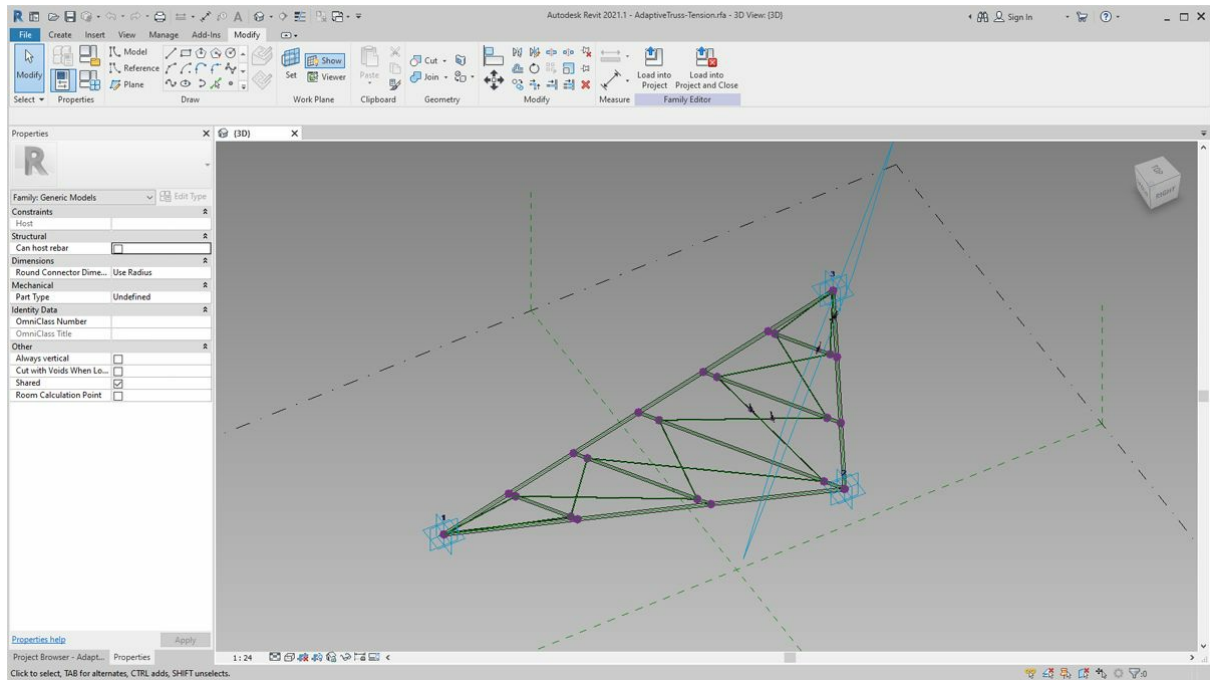 Autodesk Revit 2021.1 - AdaptiveTruss-Tension.rfa - 3D View: {3D}
Sign In
File Create Insert View Manage Add-Ins Modify
Modify
Model
Reference
Plane
Set
Show
Viewer
Paste
Cut
Join
Load into Project
Load into Project and Close
Select Properties Draw Work Plane Clipboard Geometry Modify Measure Family Editor
Properties
{3D}
R
Family: Generic Models
Edit Type
Constraints
Host
Structural
Can host rebar
Dimensions
Round Connector Dime... Use Radius
Mechanical
Part Type Undefined
Identity Data
OmniClass Number
OmniClass Title
Other
Always vertical
Cut with Voids When Lo...
Shared
Room Calculation Point
TOP
RIGHT
3
2
1
Properties help
Apply
Project Browser - Adapt... Properties
1 : 24
Click to select, TAB for alternates, CTRL adds, SHIFT unselects.
:0